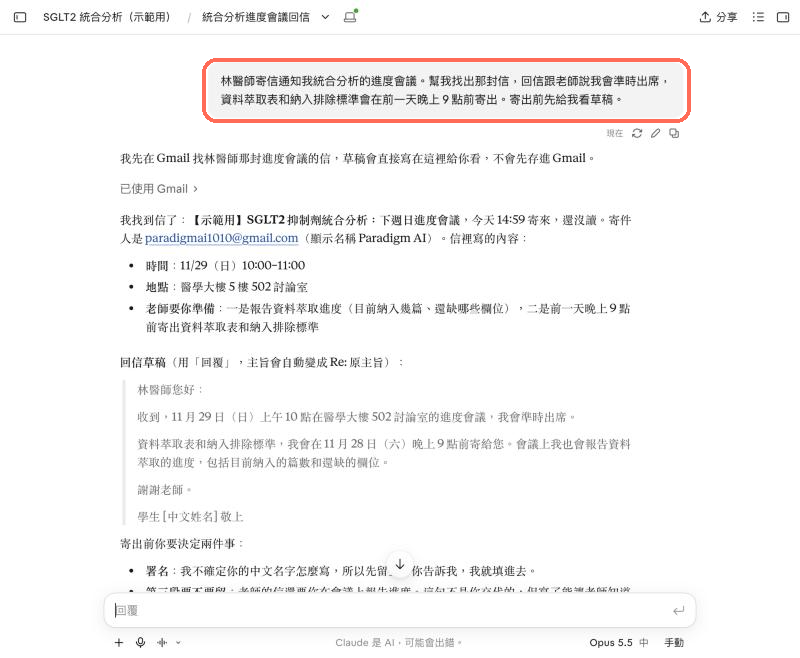 SGLT2 統合分析（示範用） / 統合分析進度會議回信
分享
林醫師寄信通知我統合分析的進度會議。幫我找出那封信，回信跟老師說我會準時出席，
資料萃取表和納入排除標準會在前一天晚上 9 點前寄出。寄出前先給我看草稿。
現在
我先在 Gmail 找林醫師那封進度會議的信，草稿會直接寫在這裡給你看，不會先存進 Gmail。
已使用 Gmail
我找到信了：【示範用】SGLT2 抑制劑統合分析：下週日進度會議，今天 14:59 寄來，還沒讀。寄件
人是 paradigmai1010@gmail.com（顯示名稱 Paradigm AI）。信裡寫的內容：
• 時間：11/29（日）10:00–11:00
• 地點：醫學大樓 5 樓 502 討論室
• 老師要你準備：一是報告資料萃取進度（目前納入幾篇、還缺哪些欄位），二是前一天晚上 9 點
前寄出資料萃取表和納入排除標準
回信草稿（用「回覆」，主旨會自動變成 Re: 原主旨）：
林醫師您好：
收到，11 月 29 日（日）上午 10 點在醫學大樓 502 討論室的進度會議，我會準時出席。
資料萃取表和納入排除標準，我會在 11 月 28 日（六）晚上 9 點前寄給您。會議上我也會報告資料
萃取的進度，包括目前納入的篇數和還缺的欄位。
謝謝老師。
學生 [中文姓名] 敬上
寄出前你要決定兩件事：
• 署名：我不確定你的中文名字怎麼寫，所以先留 你告訴我，我就填進去。
回覆
Claude 是 AI，可能會出錯。
Opus 5.5 中 手動